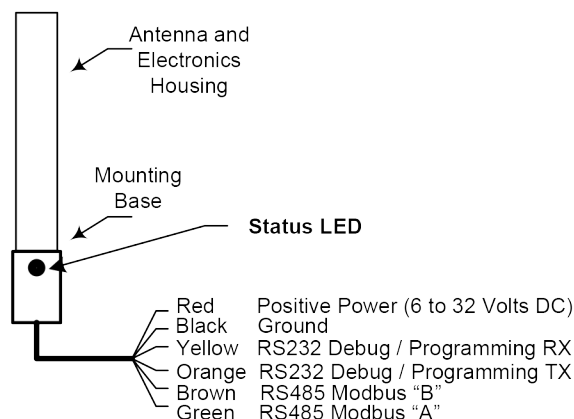 Antenna and
Electronics
Housing
Mounting
Base
Status LED
Red Positive Power (6 to 32 Volts DC)
Black Ground
Yellow RS232 Debug / Programming RX
Orange RS232 Debug / Programming TX
Brown RS485 Modbus “B”
Green RS485 Modbus “A”